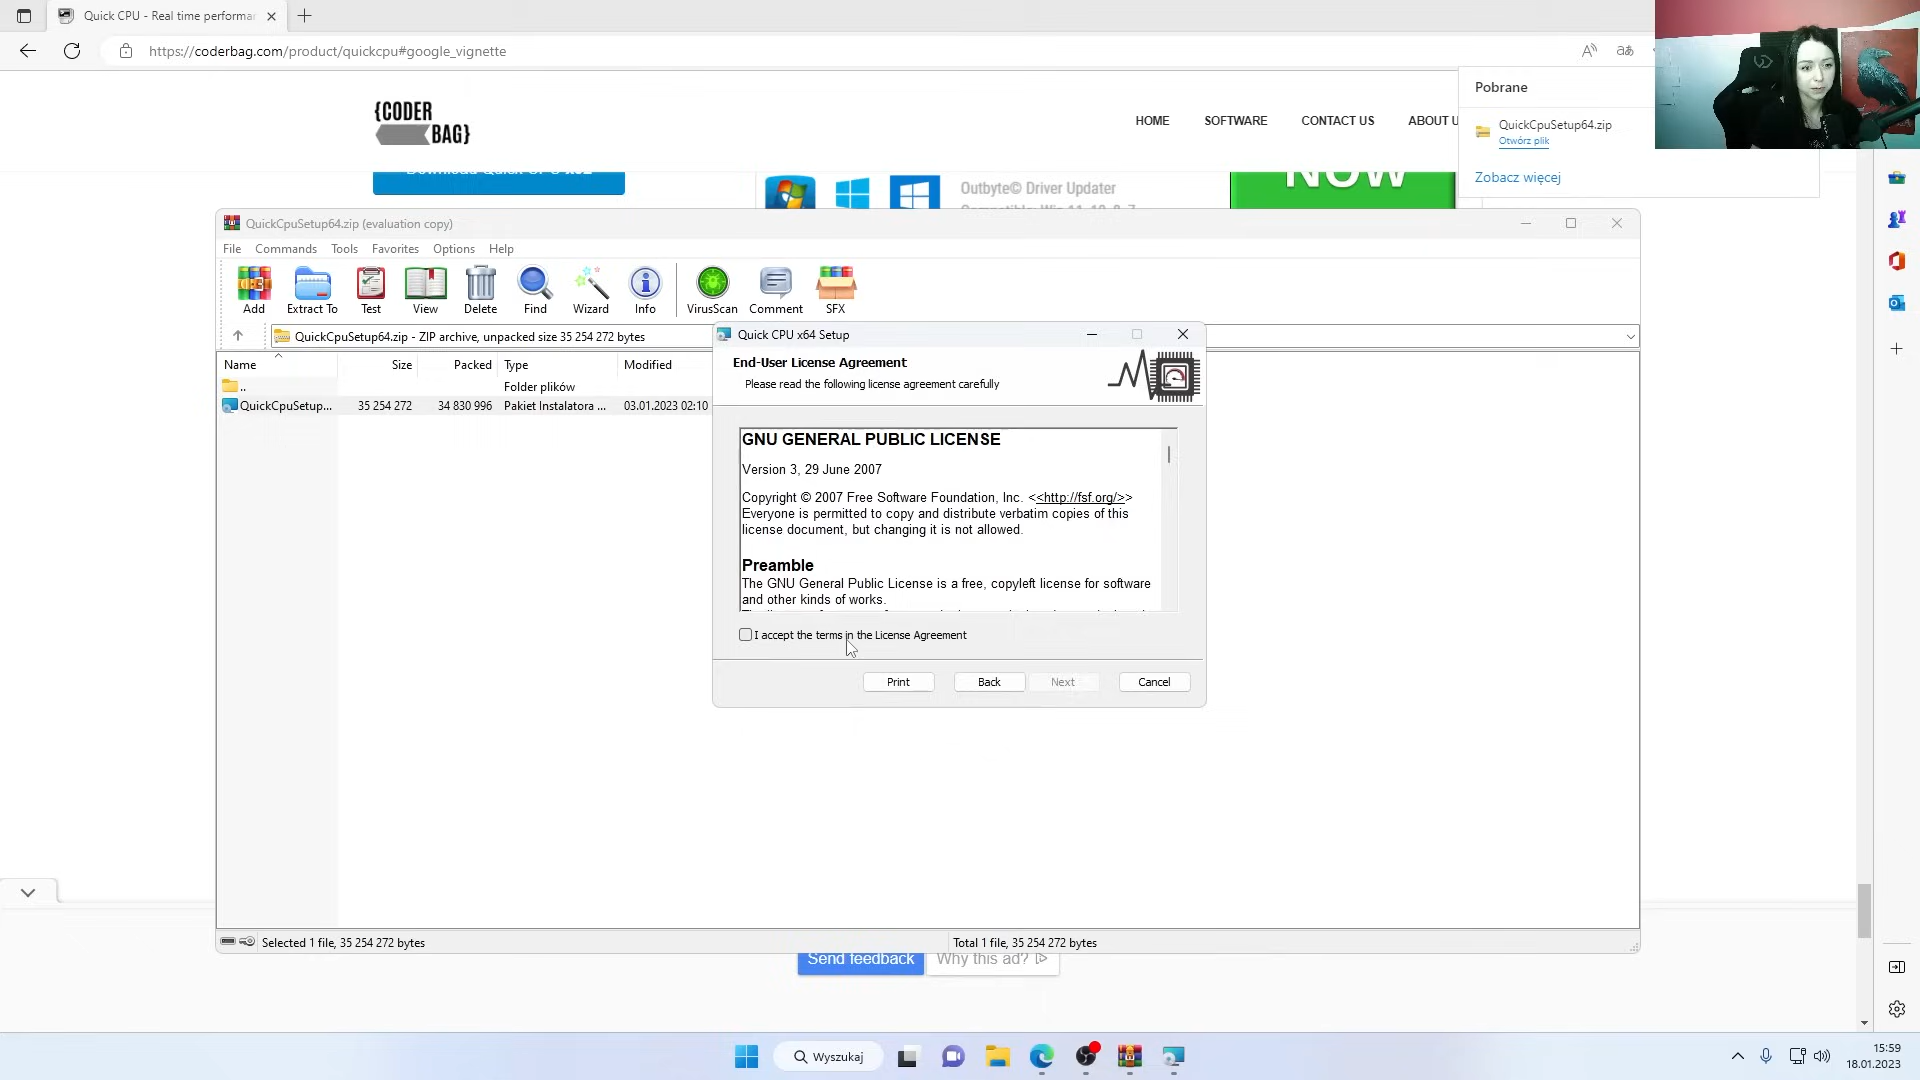 Quick CPU - Real time performan
https://coderbag.com/product/quickcpu#google_vignette
{CODER
BAG}
HOME
SOFTWARE
CONTACT US
ABOUT U
Pobrane
QuickCpuSetup64.zip
Otwórz plik
Zobacz więcej
Outbyte© Driver Updater
NOW
QuickCpuSetup64.zip (evaluation copy)
File Commands Tools Favorites Options Help
Add Extract To Test View Delete Find Wizard Info VirusScan Comment SFX
QuickCpuSetup64.zip - ZIP archive, unpacked size 35 254 272 bytes
Name Size Packed Type Modified
.. Folder plików
QuickCpuSetup... 35 254 272 34 830 996 Pakiet Instalatora ... 03.01.2023 02:10
Quick CPU x64 Setup
End-User License Agreement
Please read the following license agreement carefully
GNU GENERAL PUBLIC LICENSE
Version 3, 29 June 2007
Copyright © 2007 Free Software Foundation, Inc. <<http://fsf.org/>>
Everyone is permitted to copy and distribute verbatim copies of this
license document, but changing it is not allowed.
Preamble
The GNU General Public License is a free, copyleft license for software
and other kinds of works.
I accept the terms in the License Agreement
Print Back Next Cancel
Selected 1 file, 35 254 272 bytes
Total 1 file, 35 254 272 bytes
Send feedback
Why this ad?
Wyszukaj
15:59
18.01.2023